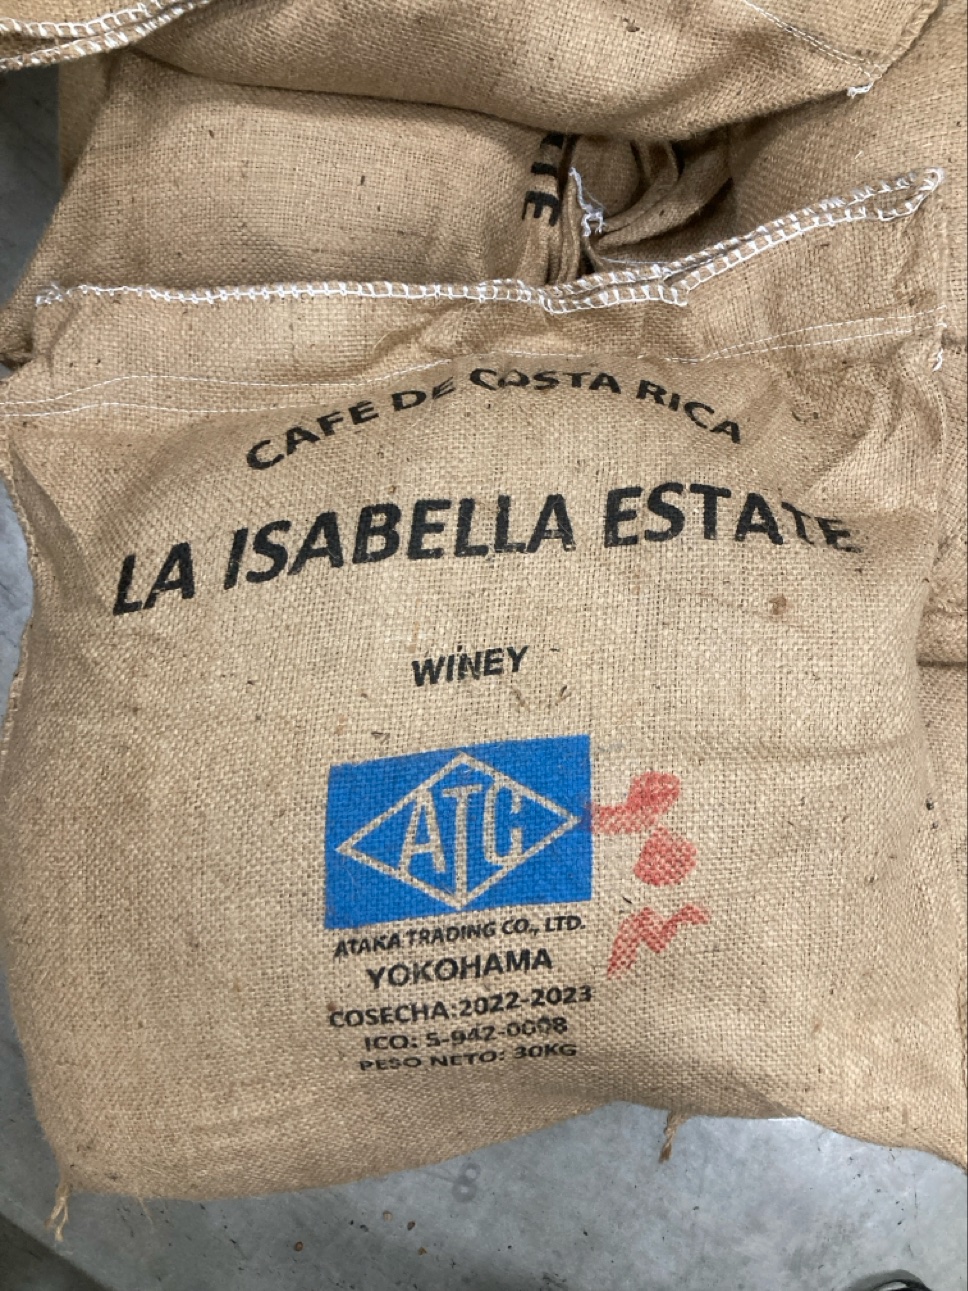 CAFE DE COSTA RICA
LA ISABELLA ESTATE
WINEY
ATC
ATAKA TRADING CO., LTD.
YOKOHAMA
COSECHA:2022-2023
ICO: 5-942-0008
PESO NETO: 30KG